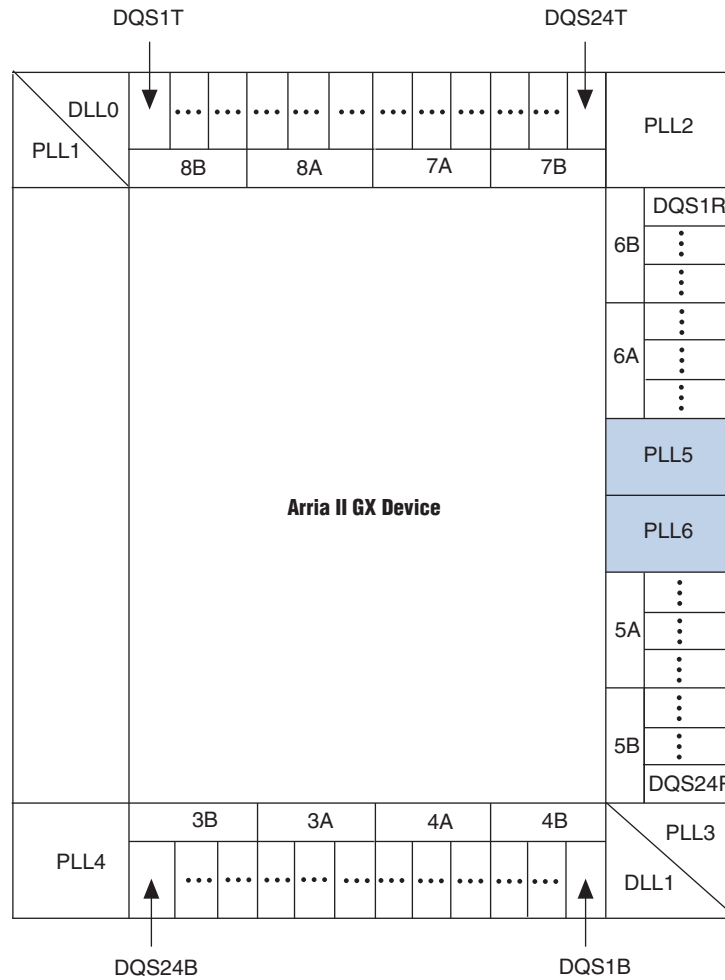 DQS1T
DQS24T
DLL0
PLL1
PLL2
8B
8A
7A
7B
DQS1R
6B
6A
PLL5
Arria II GX Device
PLL6
5A
5B
3B
3A
4A
4B
PLL3
PLL4
DLL1
DQS24B
DQS1B